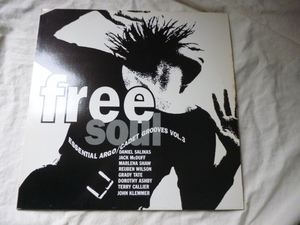 free
soul
ESSENTIAL ARGO/CADET GROOVES VOL.3
DANIEL SALINAS
JACK McDUFF
MARLENA SHAW
REUBEN WILSON
GRADY TATE
DOROTHY ASHBY
TERRY CALLIER
JOHN KLEMMER